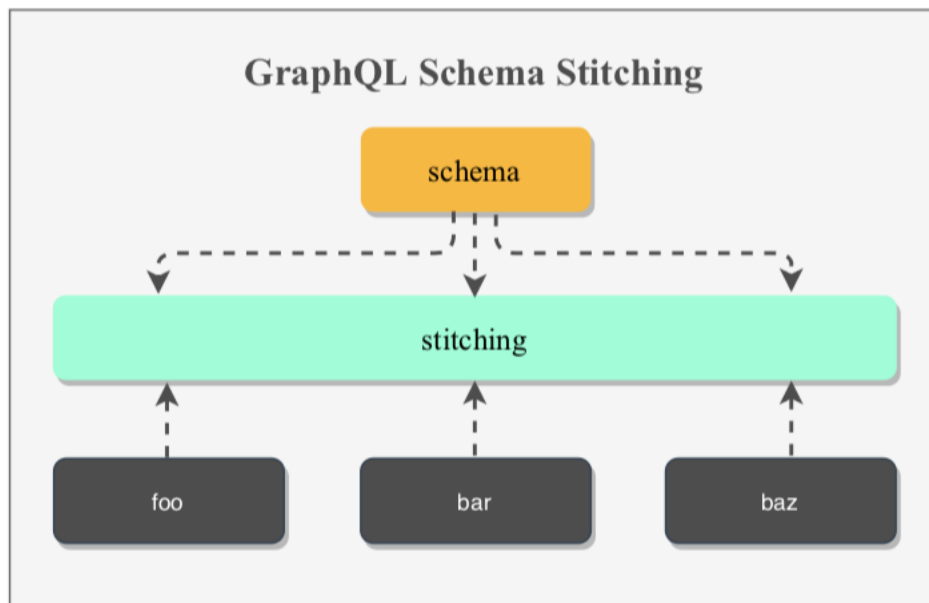 GraphQL Schema Stitching
schema
stitching
foo
bar
baz